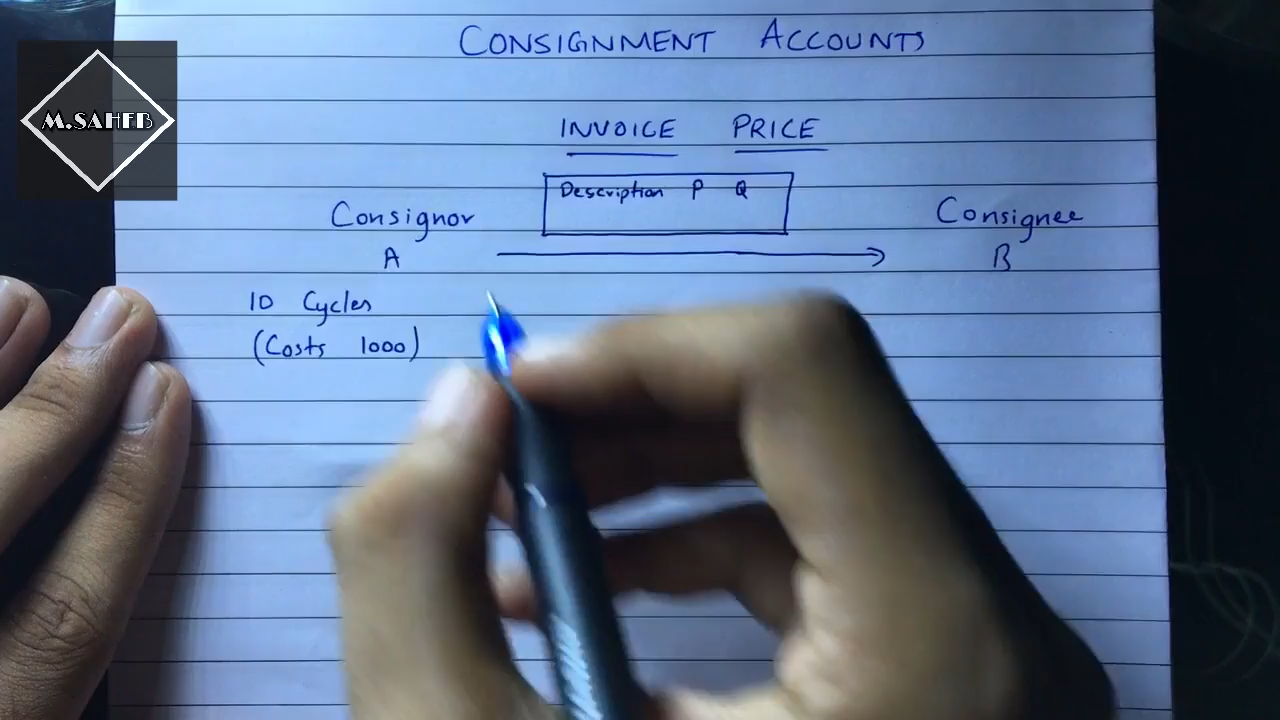 CONSIGNMENT ACCOUNTS
M.SAHEB
INVOICE PRICE
Description P Q
Consignor
Consignee
A
B
10 Cycles
(Costs 1000)